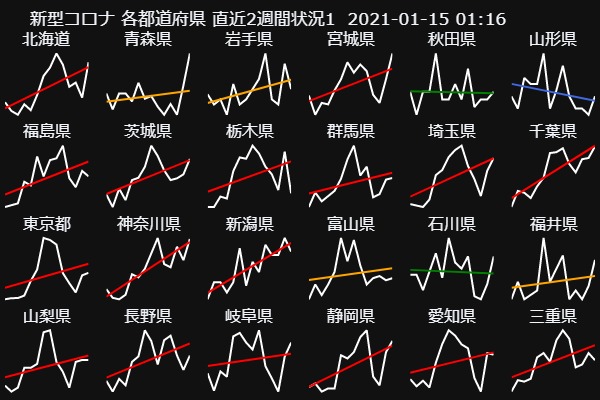 新型コロナ 各都道府県 直近2週間状況1 2021-01-15 01:16
北海道 青森県 岩手県 宮城県 秋田県 山形県
福島県 茨城県 栃木県 群馬県 埼玉県 千葉県
東京都 神奈川県 新潟県 富山県 石川県 福井県
山梨県 長野県 岐阜県 静岡県 愛知県 三重県